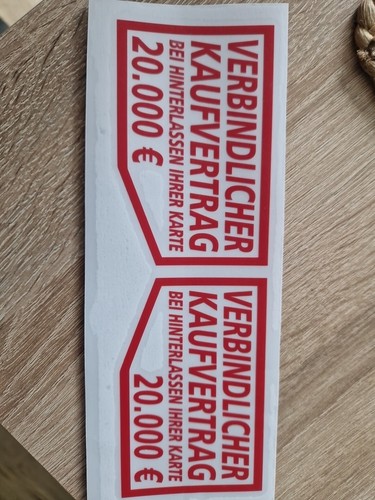 VERBINDLICHER
KAUFVERTRAG
BEI HINTERLASSEN IHRER KARTE
20.000 €
VERBINDLICHER
KAUFVERTRAG
BEI HINTERLASSEN IHRER KARTE
20.000 €